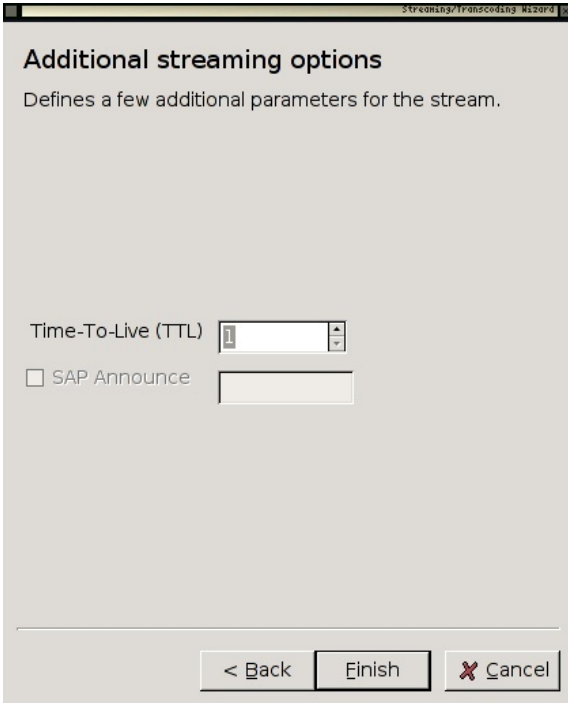 Streaming/Transcoding Wizard
Additional streaming options
Defines a few additional parameters for the stream.
Time-To-Live (TTL) 1
SAP Announce
< Back Finish Cancel